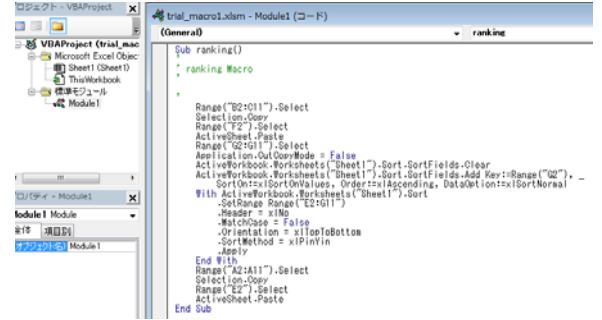 ロジェクト - VBAProject
VBAProject (trial_mac
Microsoft Excel Objec
Sheet1 (Sheet1)
ThisWorkbook
標準モジュール
Module1
ロパティ - Module1
Module1 Module
全体 項目別
オブジェクト名) Module1
trial_macro1.xlsm - Module1 (コード)
(General) ranking
Sub ranking()
'
' ranking Macro
'
'
Range("B2:C11").Select
Selection.Copy
Range("F2").Select
ActiveSheet.Paste
Range("G2:G11").Select
Application.CutCopyMode = False
ActiveWorkbook.Worksheets("Sheet1").Sort.SortFields.Clear
ActiveWorkbook.Worksheets("Sheet1").Sort.SortFields.Add Key:=Range("G2"), _
SortOn:=xlSortOnValues, Order:=xlAscending, DataOption:=xlSortNormal
With ActiveWorkbook.Worksheets("Sheet1").Sort
.SetRange Range("E2:G11")
.Header = xlNo
.MatchCase = False
.Orientation = xlTopToBottom
.SortMethod = xlPinYin
.Apply
End With
Range("A2:A11").Select
Selection.Copy
Range("E2").Select
ActiveSheet.Paste
End Sub